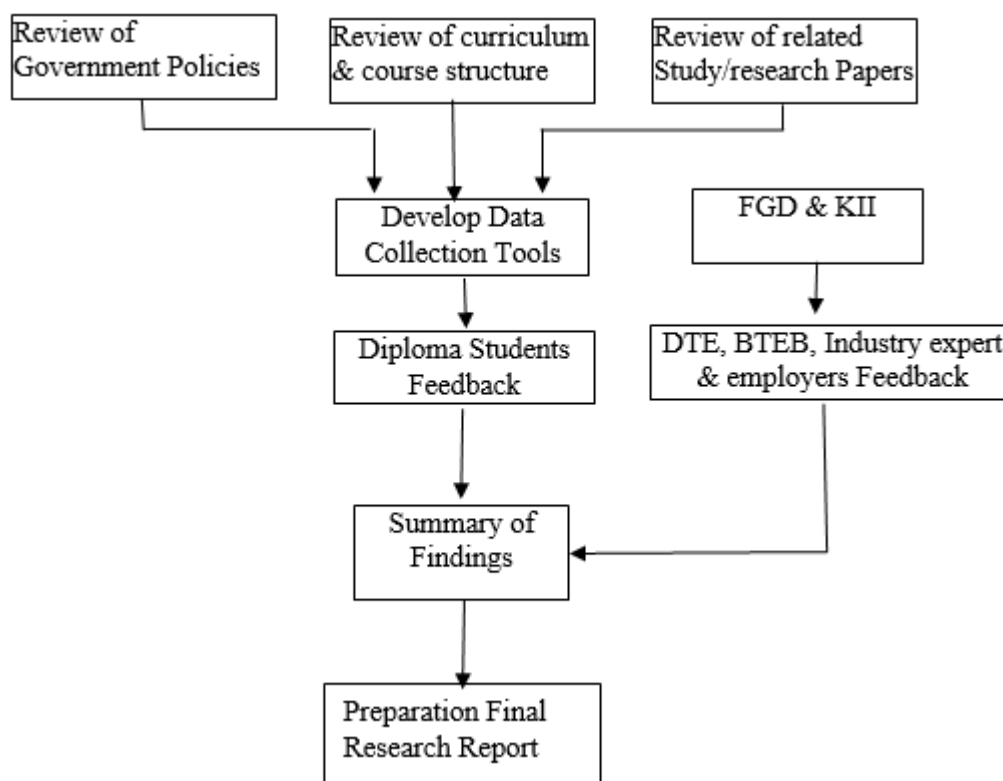 Review of
Government Policies
Review of curriculum
& course structure
Review of related
Study/research Papers
Develop Data
Collection Tools
FGD & KII
Diploma Students
Feedback
DTE, BTEB, Industry expert
& employers Feedback
Summary of
Findings
Preparation Final
Research Report